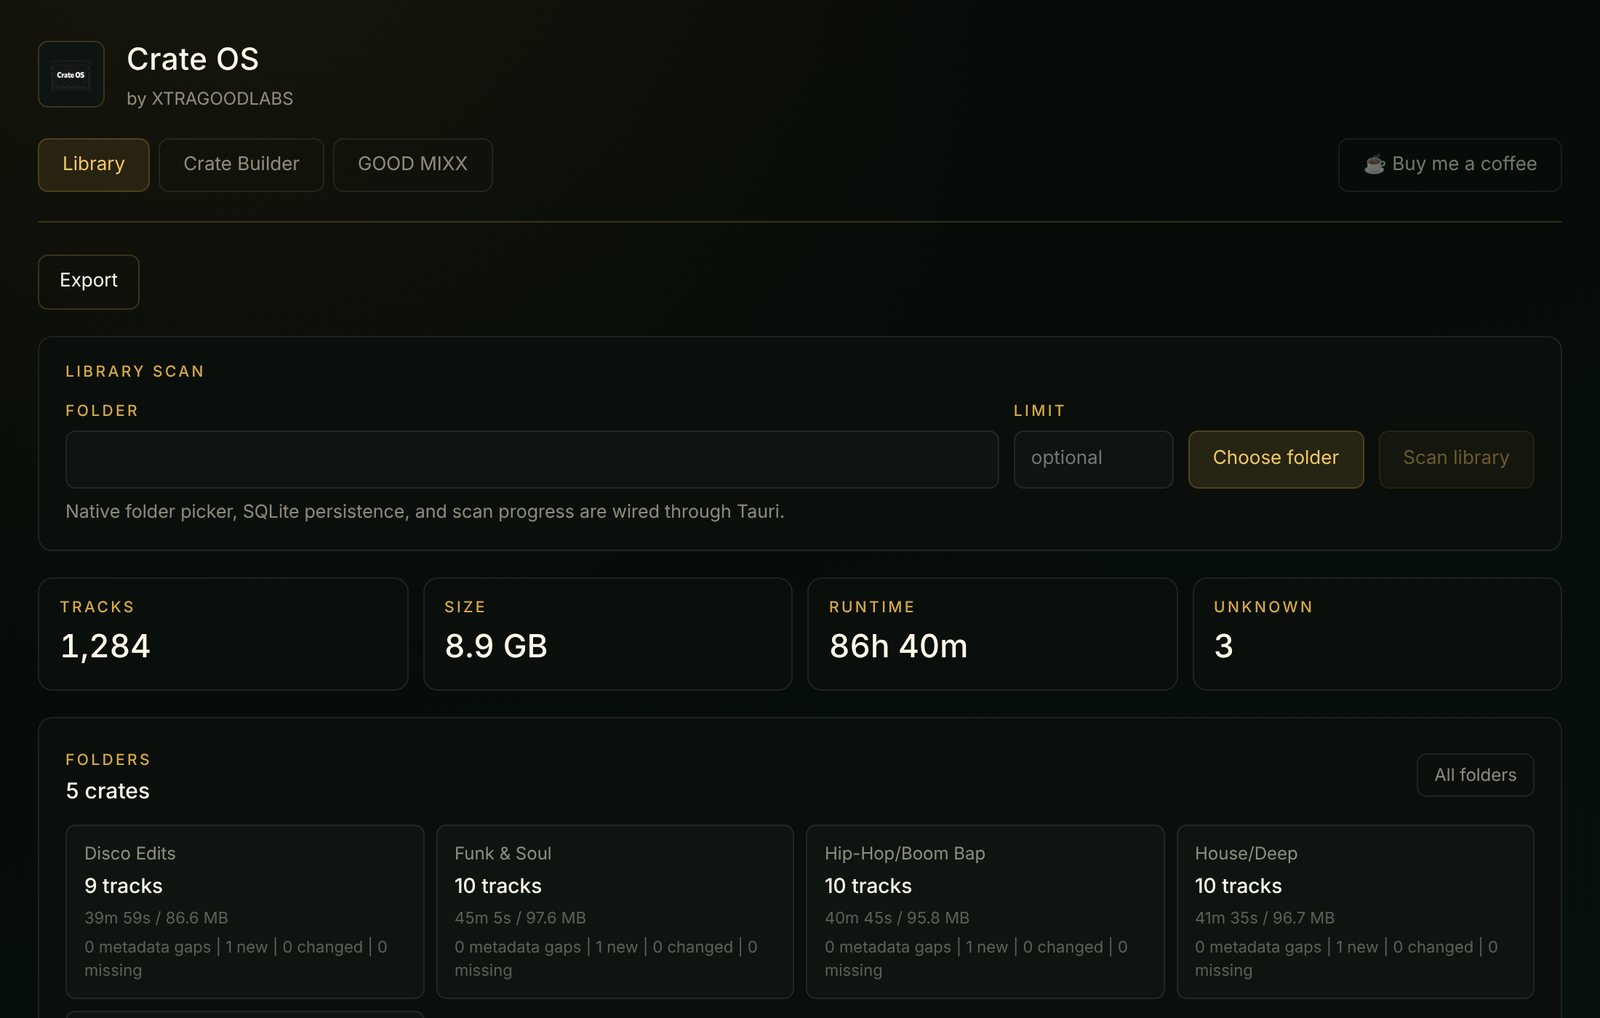 Crate OS
Crate OS
by XTRAGOODLABS
Library
Crate Builder
GOOD MIXX
☕ Buy me a coffee
Export
LIBRARY SCAN
FOLDER
LIMIT
optional
Choose folder
Scan library
Native folder picker, SQLite persistence, and scan progress are wired through Tauri.
TRACKS
1,284
SIZE
8.9 GB
RUNTIME
86h 40m
UNKNOWN
3
FOLDERS
5 crates
All folders
Disco Edits
9 tracks
39m 59s / 86.6 MB
0 metadata gaps | 1 new | 0 changed | 0
missing
Funk & Soul
10 tracks
45m 5s / 97.6 MB
0 metadata gaps | 1 new | 0 changed | 0
missing
Hip-Hop/Boom Bap
10 tracks
40m 45s / 95.8 MB
0 metadata gaps | 1 new | 0 changed | 0
missing
House/Deep
10 tracks
41m 35s / 96.7 MB
0 metadata gaps | 1 new | 0 changed | 0
missing